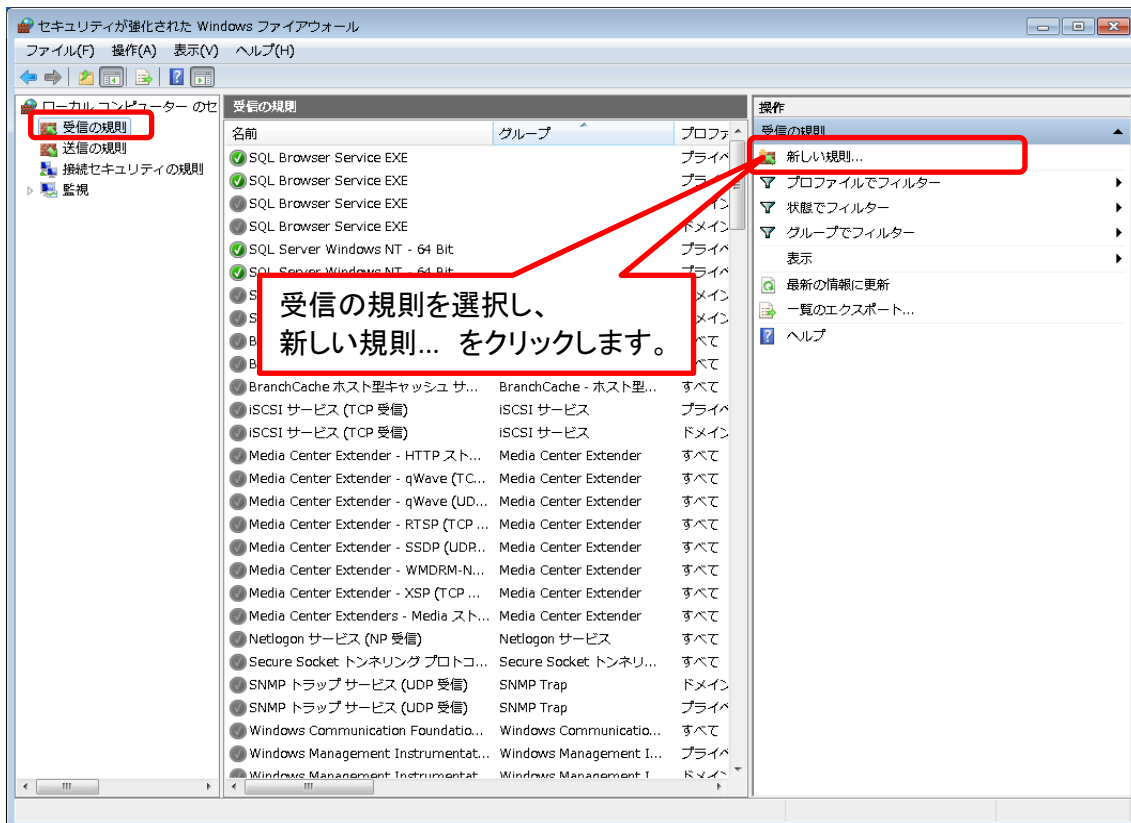 セキュリティが強化された Windows ファイアウォール
ファイル(F) 操作(A) 表示(V) ヘルプ(H)
ローカル コンピューター のセ
受信の規則
送信の規則
接続セキュリティの規則
監視
受信の規則
名前 グループ プロファ
SQL Browser Service EXE プライベ
SQL Browser Service EXE
SQL Browser Service EXE
SQL Browser Service EXE ドメイン
SQL Server Windows NT - 64 Bit プライベ
SQL Server Windows NT - 64 Bit プライベ
受信の規則を選択し、
新しい規則... をクリックします。
BranchCache ホスト型キャッシュ サ... BranchCache - ホスト型... すべて
iSCSI サービス (TCP 受信) iSCSI サービス プライベ
iSCSI サービス (TCP 受信) iSCSI サービス ドメイン
Media Center Extender - HTTP スト... Media Center Extender すべて
Media Center Extender - qWave (TC... Media Center Extender すべて
Media Center Extender - qWave (UD... Media Center Extender すべて
Media Center Extender - RTSP (TCP ... Media Center Extender すべて
Media Center Extender - SSDP (UDP... Media Center Extender すべて
Media Center Extender - WMDRM-N... Media Center Extender すべて
Media Center Extender - XSP (TCP ... Media Center Extender すべて
Media Center Extenders - Media スト... Media Center Extender すべて
Netlogon サービス (NP 受信) Netlogon サービス すべて
Secure Socket トンネリング プロトコ... Secure Socket トンネリ... すべて
SNMP トラップ サービス (UDP 受信) SNMP Trap ドメイン
SNMP トラップ サービス (UDP 受信) SNMP Trap プライベ
Windows Communication Foundatio... Windows Communicatio... すべて
Windows Management Instrumentat... Windows Management I... プライベ
Windows Management Instrumentat... Windows Management I... ドメイン
操作
受信の規則
新しい規則...
プロファイルでフィルター
状態でフィルター
グループでフィルター
表示
最新の情報に更新
一覧のエクスポート...
ヘルプ